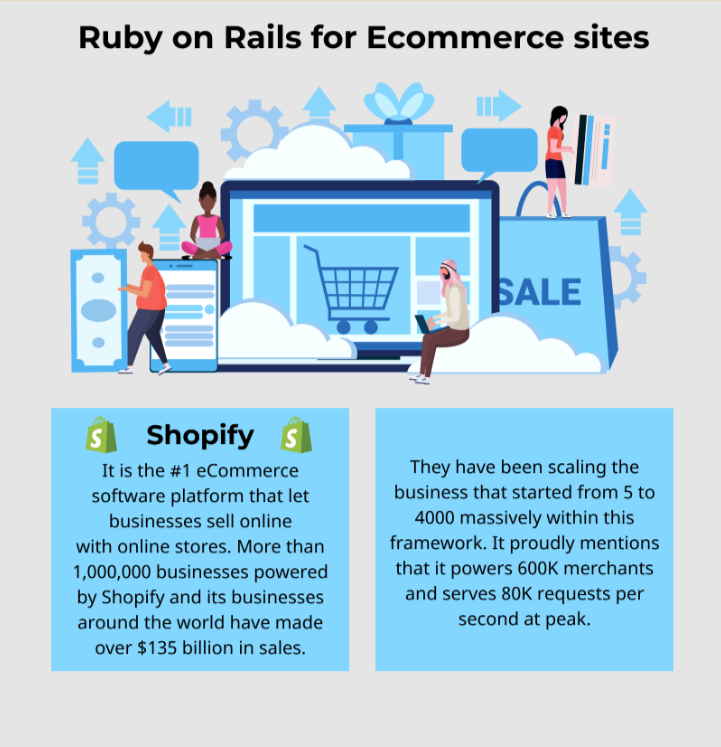 Ruby on Rails for Ecommerce sites
SALE
Shopify
It is the #1 eCommerce
software platform that let
businesses sell online
with online stores. More than
1,000,000 businesses powered
by Shopify and its businesses
around the world have made
over $135 billion in sales.
They have been scaling the
business that started from 5 to
4000 massively within this
framework. It proudly mentions
that it powers 600K merchants
and serves 80K requests per
second at peak.